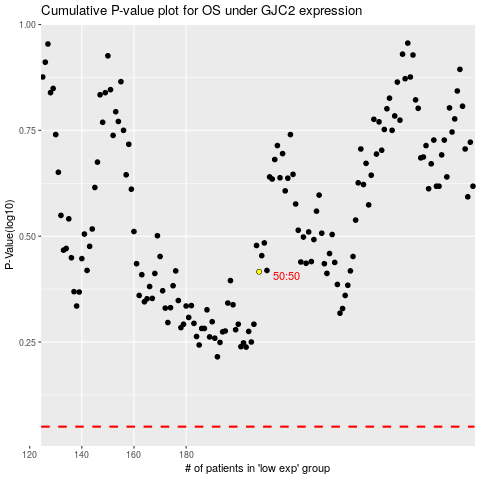 Cumulative P-value plot for OS under GJC2 expression
1.00
0.75
0.50
0.25
P-Value(log10)
50:50
120 140 160 180
# of patients in 'low exp' group